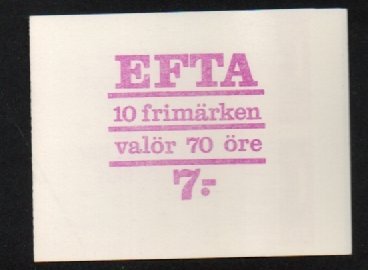 EFTA
10 frimärken
valör 70 öre
7:-